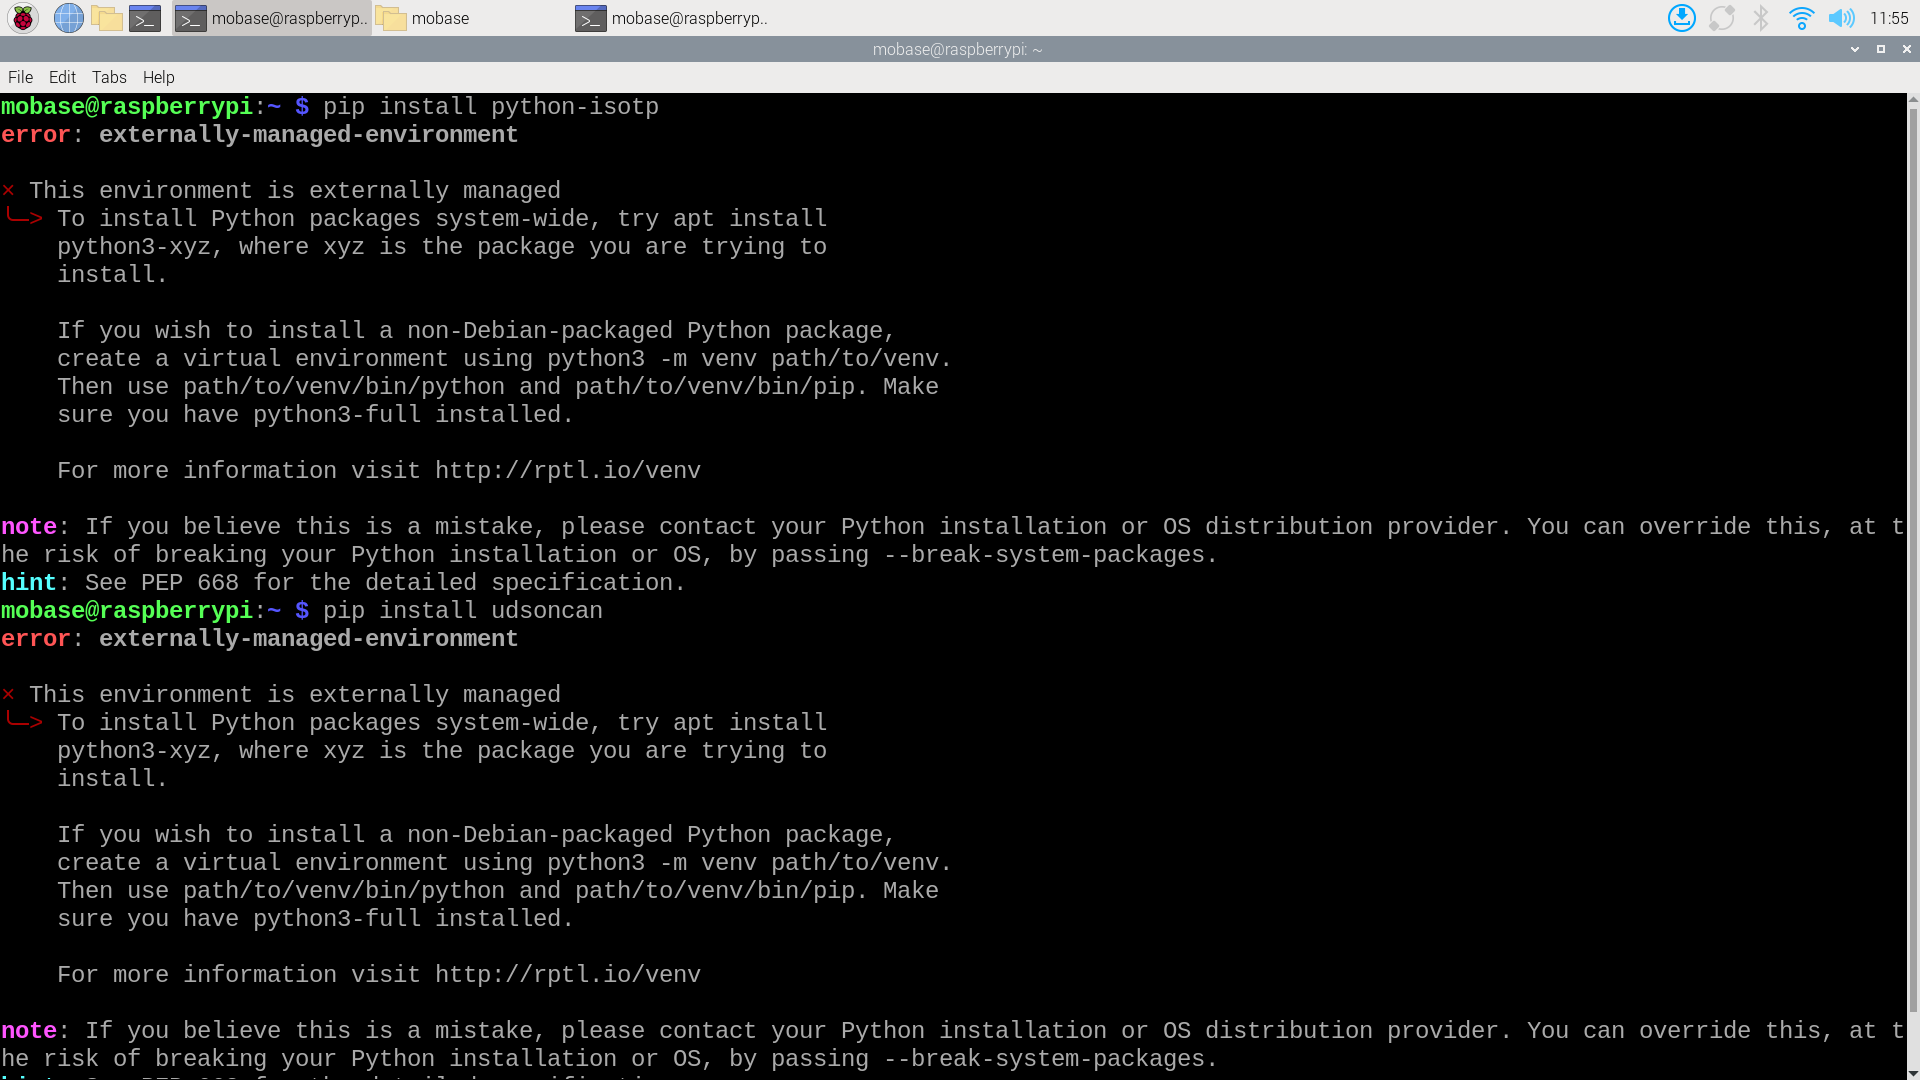 mobase@raspberryp..
mobase
mobase@raspberryp..
11:55
mobase@raspberrypi: ~
File Edit Tabs Help
mobase@raspberrypi:~ $ pip install python-isotp
error: externally-managed-environment
× This environment is externally managed
╰─> To install Python packages system-wide, try apt install
python3-xyz, where xyz is the package you are trying to
install.
If you wish to install a non-Debian-packaged Python package,
create a virtual environment using python3 -m venv path/to/venv.
Then use path/to/venv/bin/python and path/to/venv/bin/pip. Make
sure you have python3-full installed.
For more information visit http://rptl.io/venv
note: If you believe this is a mistake, please contact your Python installation or OS distribution provider. You can override this, at t
he risk of breaking your Python installation or OS, by passing --break-system-packages.
hint: See PEP 668 for the detailed specification.
mobase@raspberrypi:~ $ pip install udsoncan
error: externally-managed-environment
× This environment is externally managed
╰─> To install Python packages system-wide, try apt install
python3-xyz, where xyz is the package you are trying to
install.
If you wish to install a non-Debian-packaged Python package,
create a virtual environment using python3 -m venv path/to/venv.
Then use path/to/venv/bin/python and path/to/venv/bin/pip. Make
sure you have python3-full installed.
For more information visit http://rptl.io/venv
note: If you believe this is a mistake, please contact your Python installation or OS distribution provider. You can override this, at t
he risk of breaking your Python installation or OS, by passing --break-system-packages.